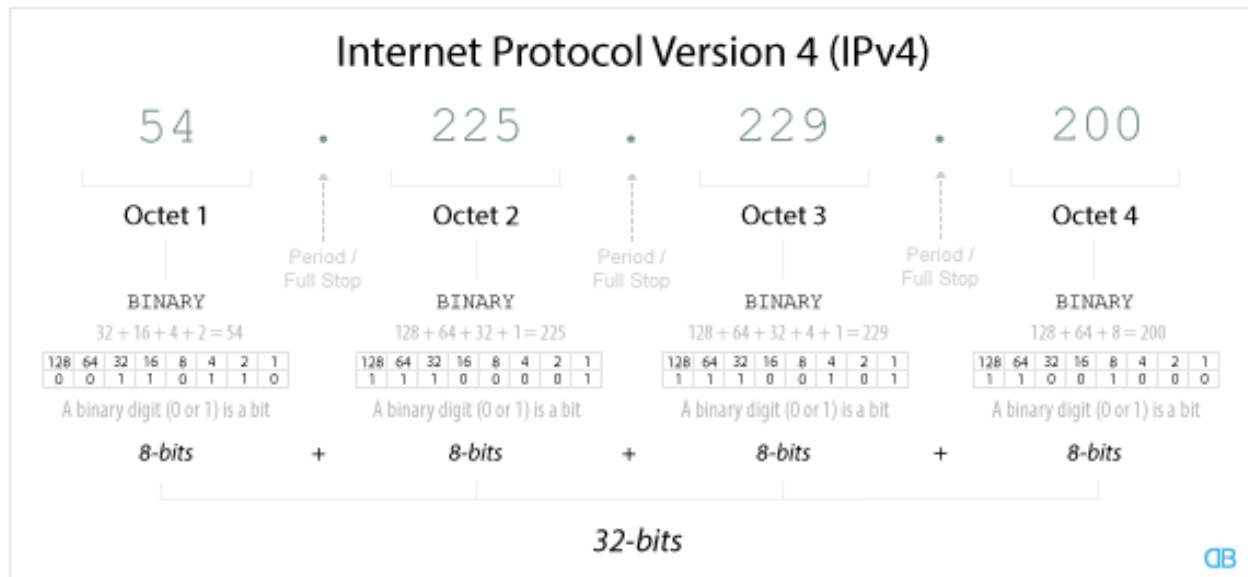 Internet Protocol Version 4 (IPv4)
54 . 225 . 229 . 200
Octet 1 Octet 2 Octet 3 Octet 4
Period / Period / Period /
Full Stop Full Stop Full Stop
BINARY BINARY BINARY BINARY
32 + 16 + 4 + 2 = 54 128 + 64 + 32 + 1 = 225 128 + 64 + 32 + 4 + 1 = 229 128 + 64 + 8 = 200
128 64 32 16 8 4 2 1 128 64 32 16 8 4 2 1 128 64 32 16 8 4 2 1 128 64 32 16 8 4 2 1
0 0 1 1 0 1 1 0 1 1 1 0 0 0 0 1 1 1 1 0 0 1 0 1 1 1 0 0 1 0 0 0
A binary digit (0 or 1) is a bit A binary digit (0 or 1) is a bit A binary digit (0 or 1) is a bit A binary digit (0 or 1) is a bit
8-bits + 8-bits + 8-bits + 8-bits
32-bits
DB